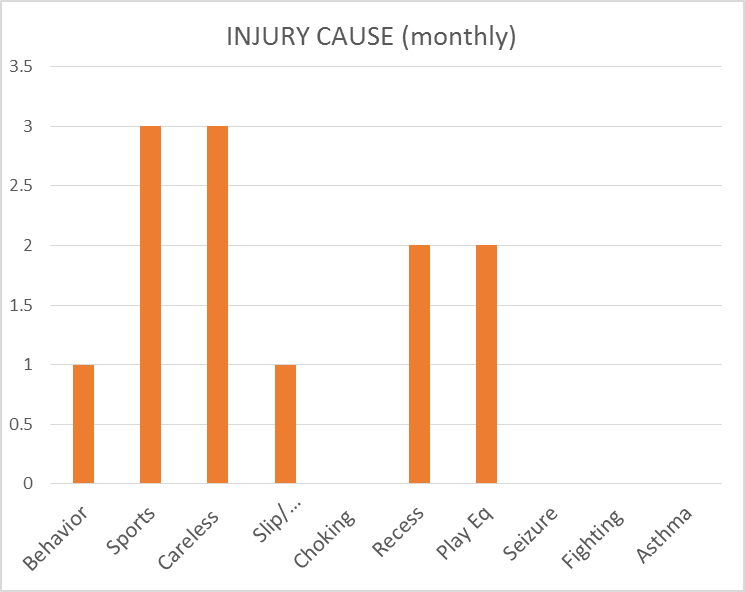 INJURY CAUSE (monthly)
3.5
3
2.5
2
1.5
1
0.5
0
Behavior
Sports
Careless
Slip/...
Choking
Recess
Play Eq
Seizure
Fighting
Asthma